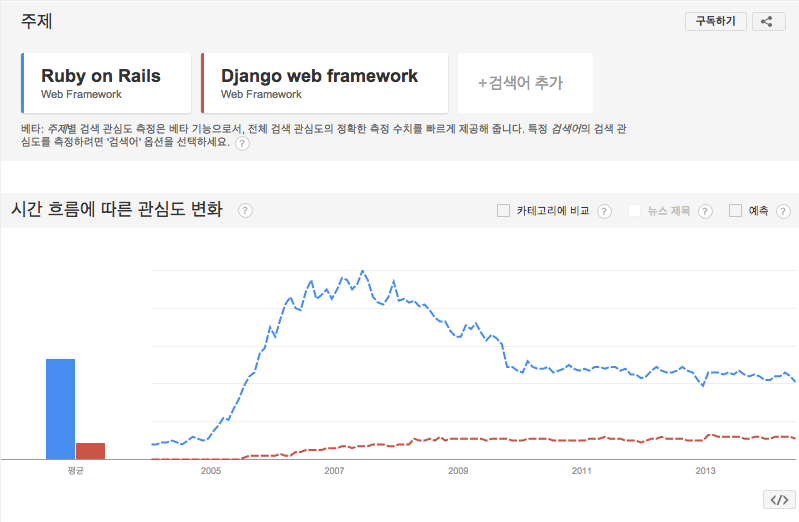 주제
구독하기
Ruby on Rails
Web Framework
Django web framework
Web Framework
+검색어 추가
베타: 주제별 검색 관심도 측정은 베타 기능으로서, 전체 검색 관심도의 정확한 측정 수치를 빠르게 제공해 줍니다. 특정 검색어의 검색 관
심도를 측정하려면 '검색어' 옵션을 선택하세요. ?
시간 흐름에 따른 관심도 변화 ?
카테고리에 비교 ?
뉴스 제목 ?
예측 ?
평균
2005
2007
2009
2011
2013
</>